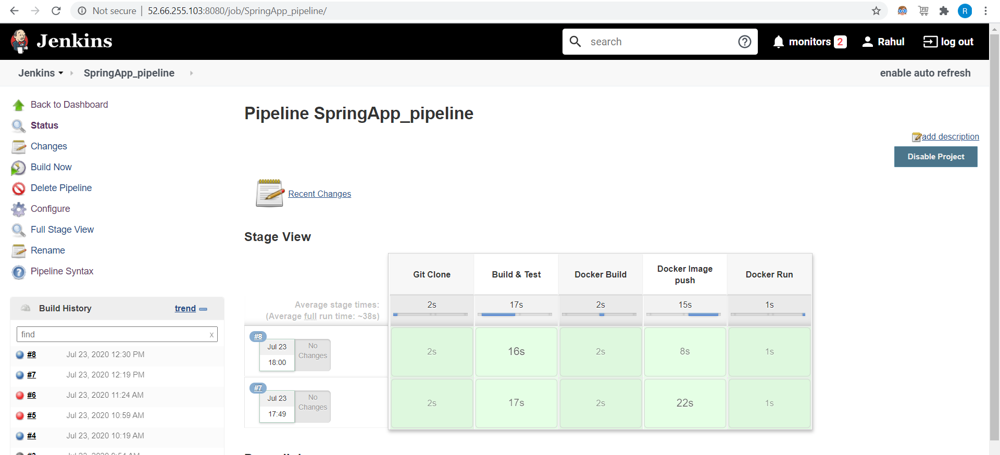 Not secure | 52.66.255.103:8080/job/SpringApp_pipeline/
FS
R
Jenkins
search
monitors 2
Rahul
log out
Jenkins
SpringApp_pipeline
enable auto refresh
Back to Dashboard
Status
Changes
Build Now
Delete Pipeline
Configure
Full Stage View
Rename
Pipeline Syntax
Build History
trend
find x
#8 Jul 23, 2020 12:30 PM
#7 Jul 23, 2020 12:19 PM
#6 Jul 23, 2020 11:24 AM
#5 Jul 23, 2020 10:59 AM
#4 Jul 23, 2020 10:19 AM
Pipeline SpringApp_pipeline
add description
Disable Project
Recent Changes
Stage View
Git Clone
Build & Test
Docker Build
Docker Image
push
Docker Run
Average stage times:
(Average full run time: ~38s)
2s 17s 2s 15s 1s
#8
Jul 23
18:00
No
Changes
2s 16s 2s 8s 1s
#7
Jul 23
17:49
No
Changes
2s 17s 2s 22s 1s